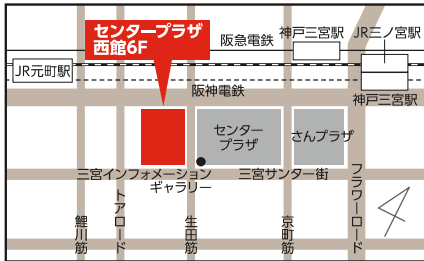 センタープラザ
西館6F
阪急電鉄
神戸三宮駅
JR三ノ宮駅
JR元町駅
阪神電鉄
神戸三宮駅
センター
プラザ
さんプラザ
三宮インフォメーション
ギャラリー
三宮サンター街
フラワーロード
トアロード
鯉川筋
生田筋
京町筋